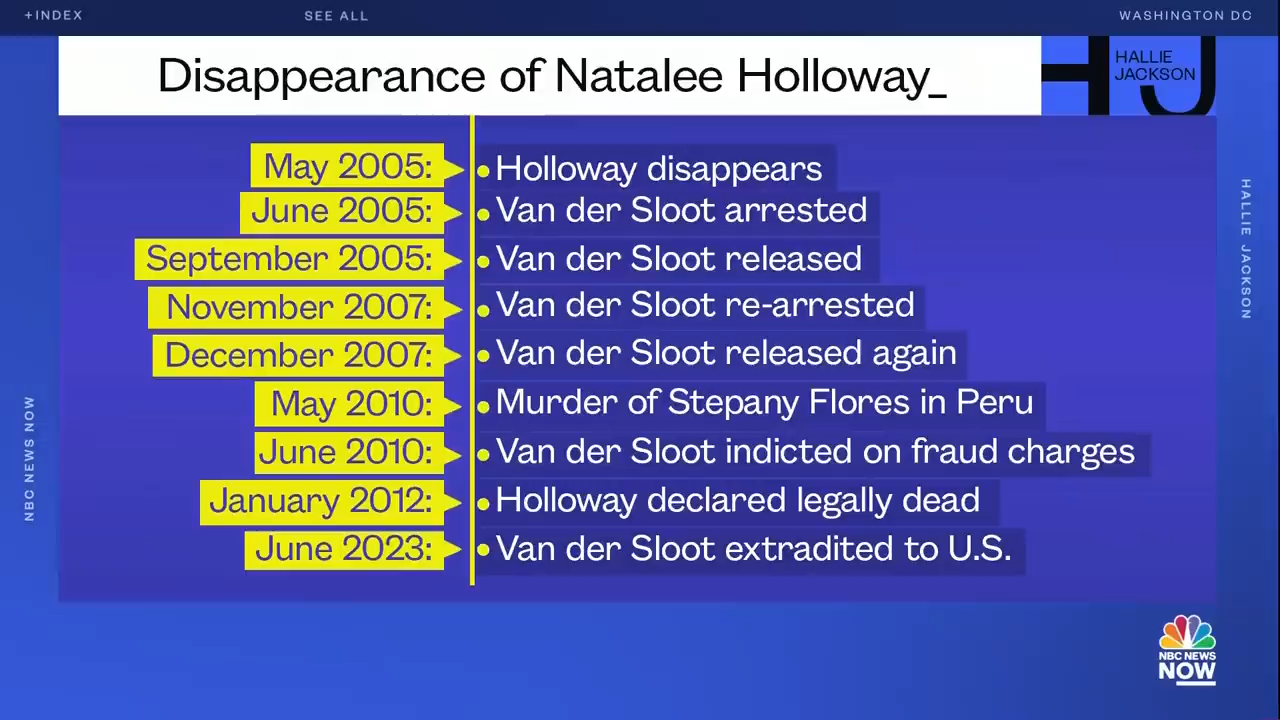 +INDEX
SEE ALL
WASHINGTON DC
Disappearance of Natalee Holloway_
HALLIE
JACKSON
May 2005: Holloway disappears
June 2005: Van der Sloot arrested
September 2005: Van der Sloot released
November 2007: Van der Sloot re-arrested
December 2007: Van der Sloot released again
May 2010: Murder of Stepany Flores in Peru
June 2010: Van der Sloot indicted on fraud charges
January 2012: Holloway declared legally dead
June 2023: Van der Sloot extradited to U.S.
HALLIE JACKSON
NBC NEWS NOW
NBC NEWS
NOW